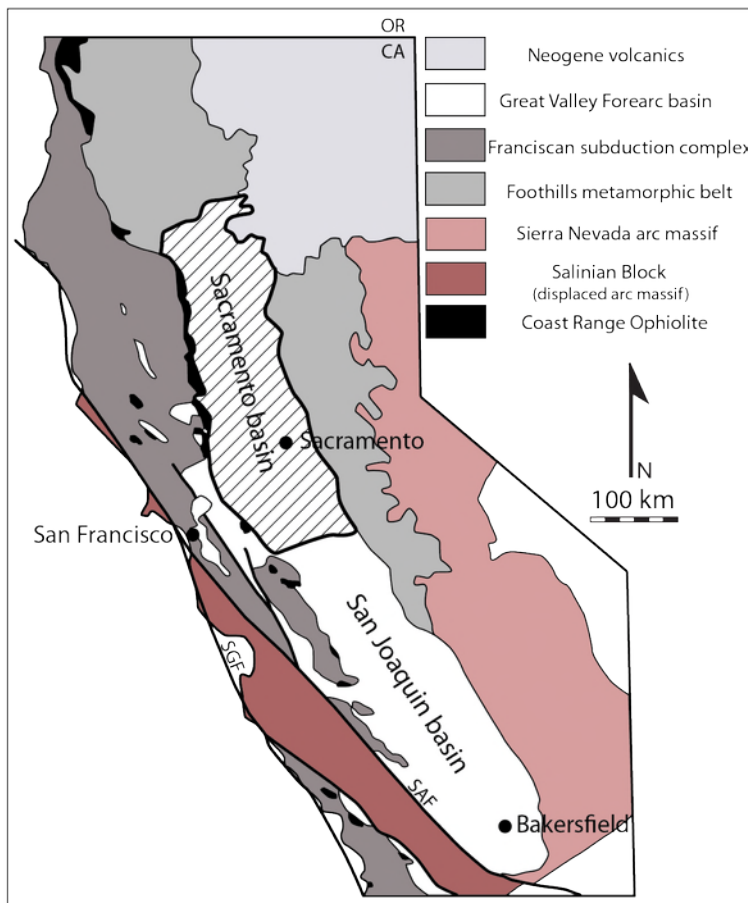 OR
CA
Neogene volcanics
Great Valley Forearc basin
Franciscan subduction complex
Foothills metamorphic belt
Sierra Nevada arc massif
Salinian Block
(displaced arc massif)
Coast Range Ophiolite
N
100 km
Sacramento basin
Sacramento
San Francisco
San Joaquin basin
SGF
SAF
Bakersfield